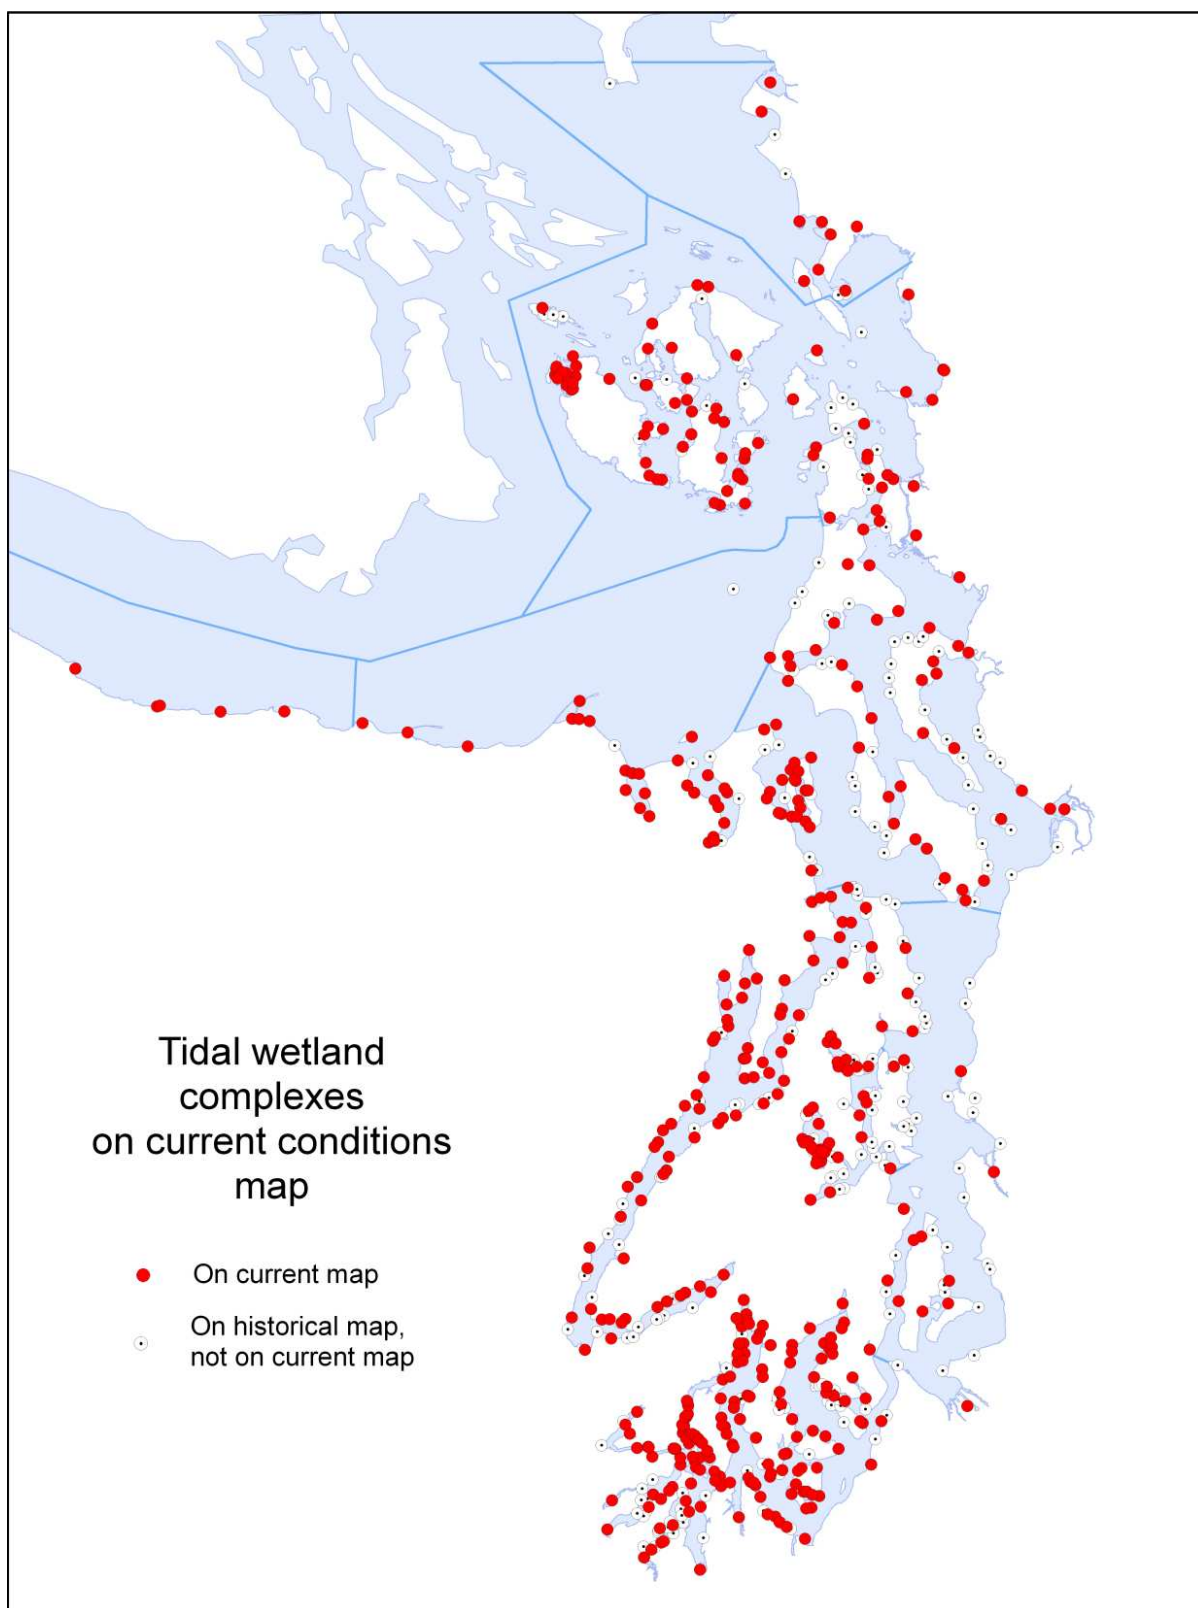 Tidal wetland
complexes
on current conditions
map
On current map
On historical map,
not on current map